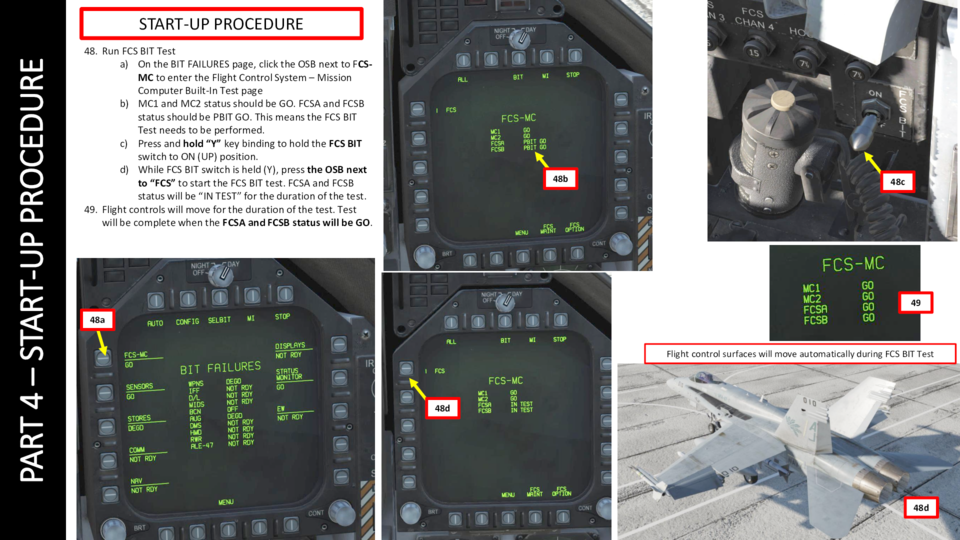 PART 4 – START-UP PROCEDURE
START-UP PROCEDURE
48. Run FCS BIT Test
a) On the BIT FAILURES page, click the OSB next to FCS-
MC to enter the Flight Control System – Mission
Computer Built-In Test page
b) MC1 and MC2 status should be GO. FCSA and FCSB
status should be PBIT GO. This means the FCS BIT
Test needs to be performed.
c) Press and hold “Y” key binding to hold the FCS BIT
switch to ON (UP) position.
d) While FCS BIT switch is held (Y), press the OSB next
to “FCS” to start the FCS BIT test. FCSA and FCSB
status will be “IN TEST” for the duration of the test.
49. Flight controls will move for the duration of the test. Test
will be complete when the FCSA and FCSB status will be GO.
NIGHT DAY
OFF
ALL BIT MI STOP
FCS
FCS-MC
MC1 GO
MC2 GO
FCSA PBIT GO
FCSB PBIT GO
48b
MENU FCS MAINT FCS OPTION
BRT CONT
FCS
CHAN 3 CHAN 4
15 7½ 7½
ON
FCS BIT
48c
FCS-MC
MC1 GO
MC2 GO
FCSA GO
FCSB GO
49
Flight control surfaces will move automatically during FCS BIT Test
48a
NIGHT DAY
OFF
AUTO CONFIG SELBIT MI STOP
FCS-MC
GO
SENSORS
GO
STORES
DEGD
COMM
NOT RDY
NAV
NOT RDY
BIT FAILURES
WPNS DEGD
IFF NOT RDY
D/L NOT RDY
MIDS NOT RDY
BCN OFF
AUG DEGD
DMS NOT RDY
HMD NOT RDY
RWR NOT RDY
ALE-47 NOT RDY
DISPLAYS
NOT RDY
STATUS
MONITOR
GO
EW
NOT RDY
MENU
BRT CONT
NIGHT DAY
OFF
ALL BIT MI STOP
FCS
FCS-MC
MC1 GO
MC2 GO
FCSA IN TEST
FCSB IN TEST
48d
MENU FCS MAINT FCS OPTION
BRT CONT
010
AJ
48d